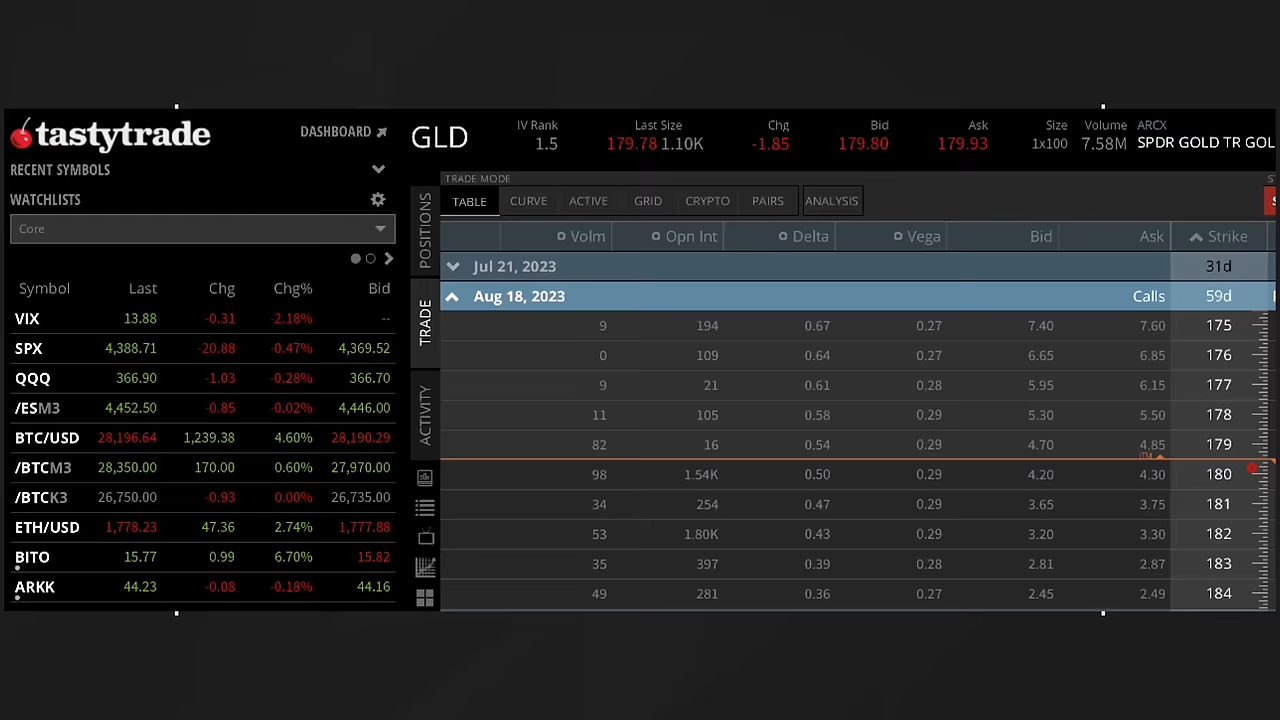 tastytrade DASHBOARD
RECENT SYMBOLS
WATCHLISTS
Core
Symbol Last Chg Chg% Bid
VIX 13.88 -0.31 -2.18% --
SPX 4,388.71 -20.88 -0.47% 4,369.52
QQQ 366.90 -1.03 -0.28% 366.70
/ESM3 4,452.50 -0.85 -0.02% 4,446.00
BTC/USD 28,196.64 1,239.38 4.60% 28,190.29
/BTCM3 28,350.00 170.00 0.60% 27,970.00
/BTCK3 26,750.00 -0.93 0.00% 26,735.00
ETH/USD 1,778.23 47.36 2.74% 1,777.88
BITO 15.77 0.99 6.70% 15.82
ARKK 44.23 -0.08 -0.18% 44.16
POSITIONS
TRADE
ACTIVITY
GLD
IV Rank Last Size Chg Bid Ask Size Volume ARCX
1.5 179.78 1.10K -1.85 179.80 179.93 1x100 7.58M SPDR GOLD TR GOL
TRADE MODE
TABLE CURVE ACTIVE GRID CRYPTO PAIRS ANALYSIS
Volm Opn Int Delta Vega Bid Ask Strike
Jul 21, 2023 31d
Aug 18, 2023 Calls 59d
9 194 0.67 0.27 7.40 7.60 175
0 109 0.64 0.27 6.65 6.85 176
9 21 0.61 0.28 5.95 6.15 177
11 105 0.58 0.29 5.30 5.50 178
82 16 0.54 0.29 4.70 4.85 179
ITM
98 1.54K 0.50 0.29 4.20 4.30 180
34 254 0.47 0.29 3.65 3.75 181
53 1.80K 0.43 0.29 3.20 3.30 182
35 397 0.39 0.28 2.81 2.87 183
49 281 0.36 0.27 2.45 2.49 184